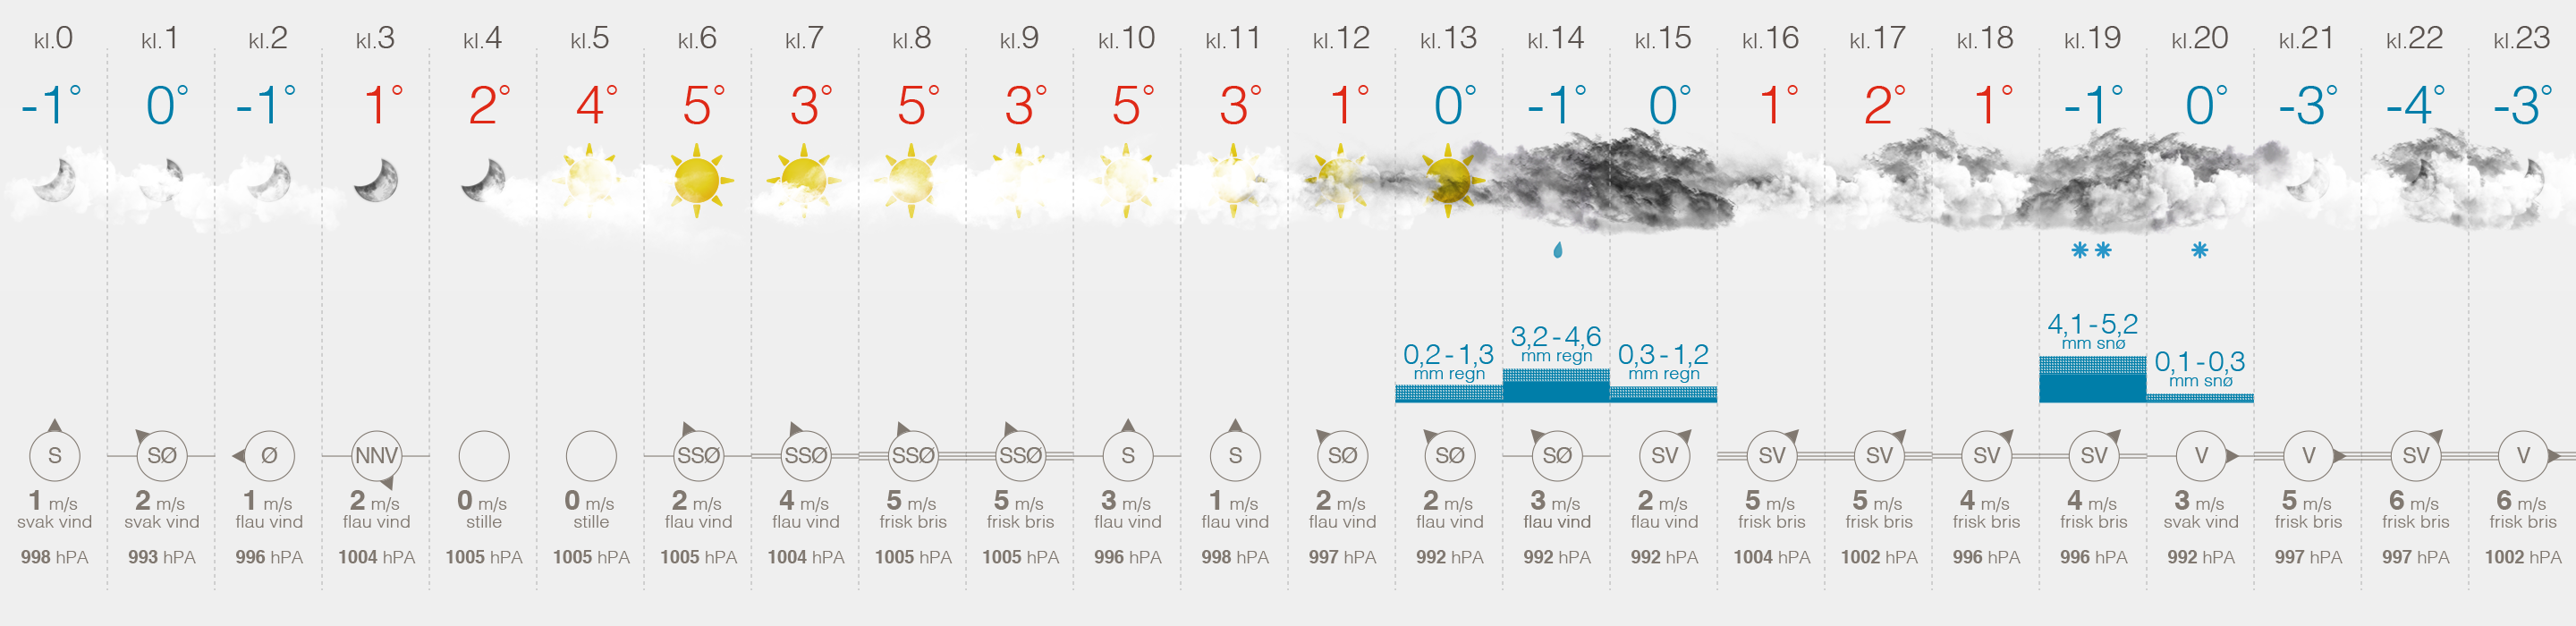 kl.0 kl.1 kl.2 kl.3 kl.4 kl.5 kl.6 kl.7 kl.8 kl.9 kl.10 kl.11 kl.12 kl.13 kl.14 kl.15 kl.16 kl.17 kl.18 kl.19 kl.20 kl.21 kl.22 kl.23
-1° 0° -1° 1° 2° 4° 5° 3° 5° 3° 5° 3° 1° 0° -1° 0° 1° 2° 1° -1° 0° -3° -4° -3°
0,2-1,3 3,2-4,6 0,3-1,2 4,1-5,2 0,1-0,3
mm regn mm regn mm regn mm snø mm snø
S SØ Ø NNV SSØ SSØ SSØ SSØ S S SØ SØ SØ SV SV SV SV SV V V SV V
1 m/s 2 m/s 1 m/s 2 m/s 0 m/s 0 m/s 2 m/s 4 m/s 5 m/s 5 m/s 3 m/s 1 m/s 2 m/s 2 m/s 3 m/s 2 m/s 5 m/s 5 m/s 4 m/s 4 m/s 3 m/s 5 m/s 6 m/s 6 m/s
svak vind svak vind flau vind flau vind stille stille flau vind flau vind frisk bris frisk bris flau vind flau vind flau vind flau vind flau vind flau vind frisk bris frisk bris frisk bris frisk bris svak vind frisk bris frisk bris frisk bris
998 hPA 993 hPA 996 hPA 1004 hPA 1005 hPA 1005 hPA 1005 hPA 1004 hPA 1005 hPA 1005 hPA 996 hPA 998 hPA 997 hPA 992 hPA 992 hPA 992 hPA 1004 hPA 1002 hPA 996 hPA 996 hPA 992 hPA 997 hPA 997 hPA 1002 hPA